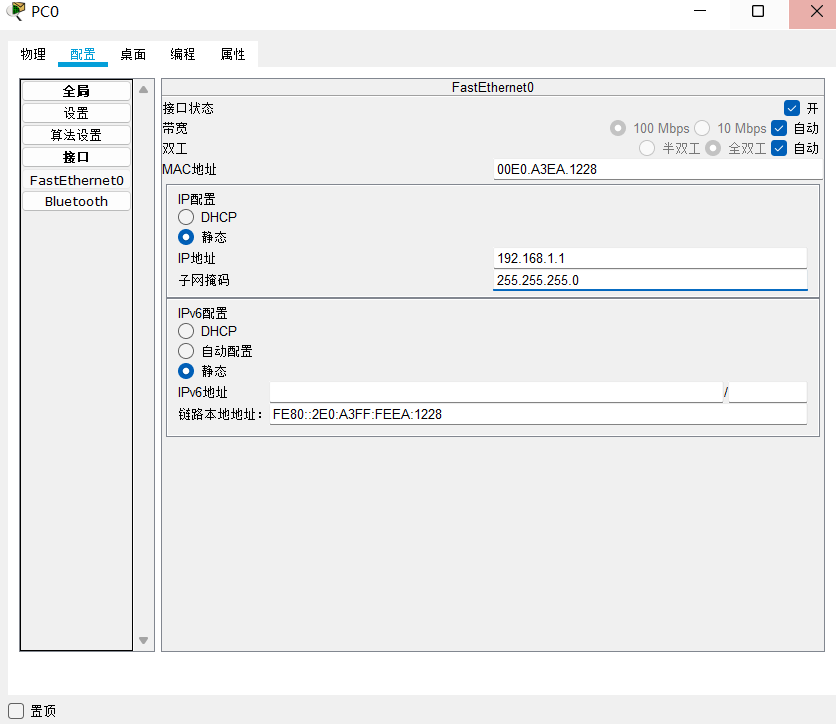 PC0
物理 配置 桌面 编程 属性
全局
设置
算法设置
接口
FastEthernet0
Bluetooth
FastEthernet0
接口状态 开
带宽 100 Mbps 10 Mbps 自动
双工 半双工 全双工 自动
MAC地址 00E0.A3EA.1228
IP配置
DHCP
静态
IP地址 192.168.1.1
子网掩码 255.255.255.0
IPv6配置
DHCP
自动配置
静态
IPv6地址 /
链路本地地址: FE80::2E0:A3FF:FEEA:1228
置顶